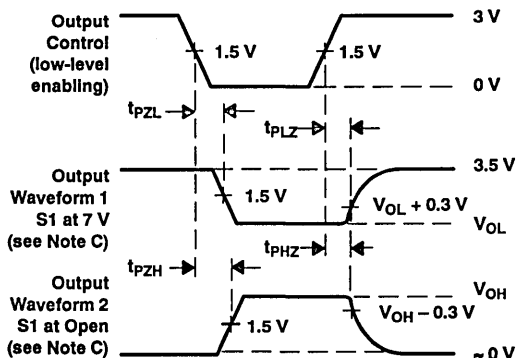 Output
Control
(low-level
enabling)
1.5 V
1.5 V
3 V
0 V
tPZL
tPLZ
Output
Waveform 1
S1 at 7 V
(see Note C)
1.5 V
3.5 V
VOL + 0.3 V
VOL
tPZH
tPHZ
Output
Waveform 2
S1 at Open
(see Note C)
1.5 V
VOH
VOH – 0.3 V
≈ 0 V